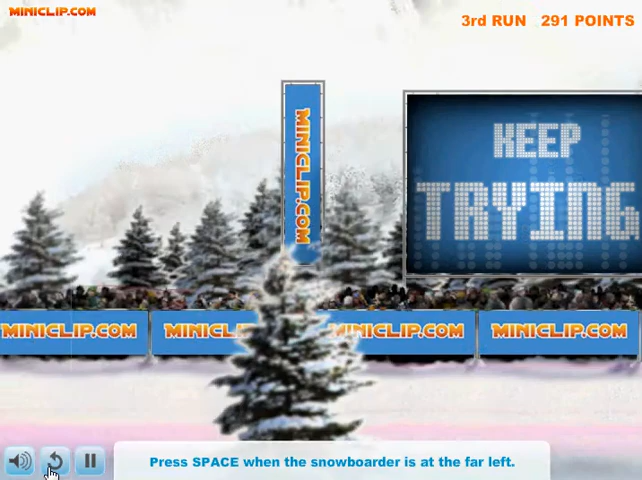 MINICLIP.COM
3rd RUN 291 POINTS
MINICLIP.COM
KEEP
TRYING
MINICLIP.COM MINICLIP.COM MINICLIP.COM
Press SPACE when the snowboarder is at the far left.